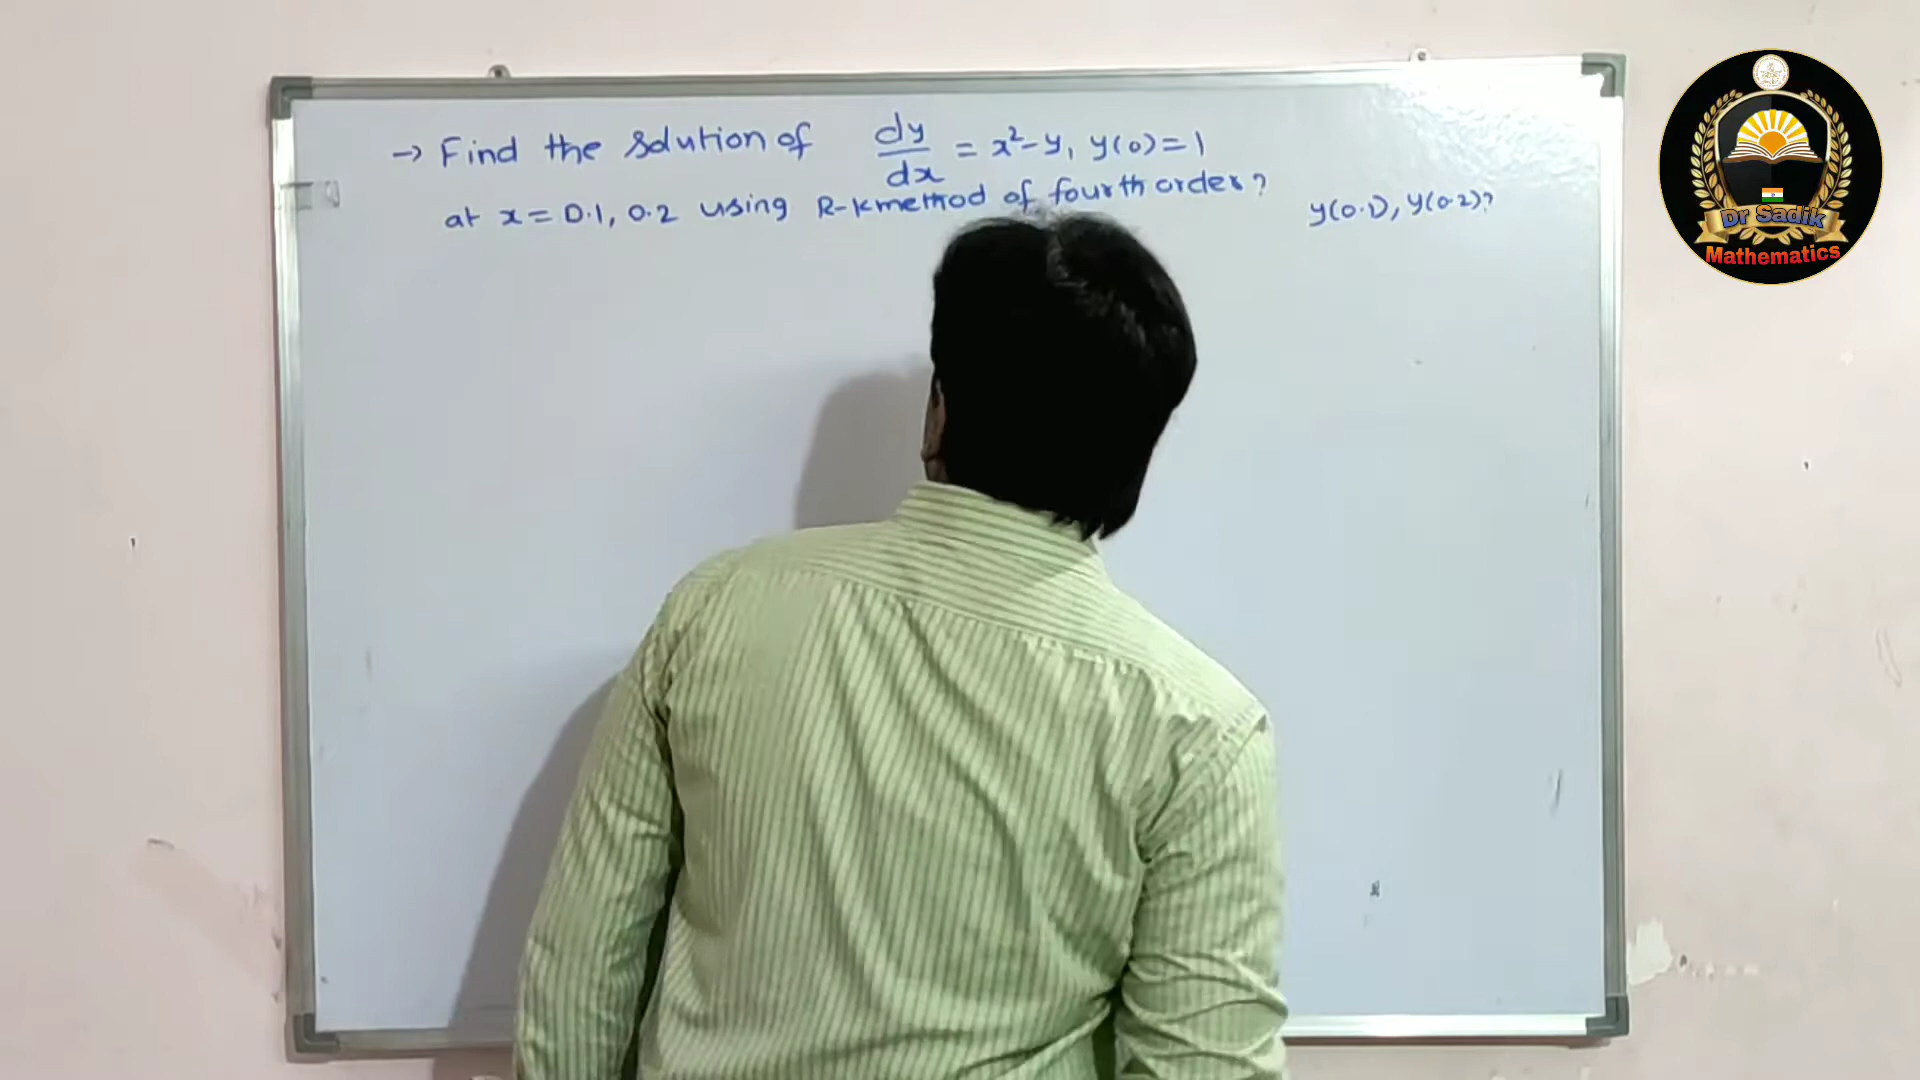 → Find the Solution of dy/dx = x²-y, y(0)=1
at x=0.1, 0.2 using R-K method of fourth order? y(0.1), y(0.2)?
Dr Sadik
Mathematics